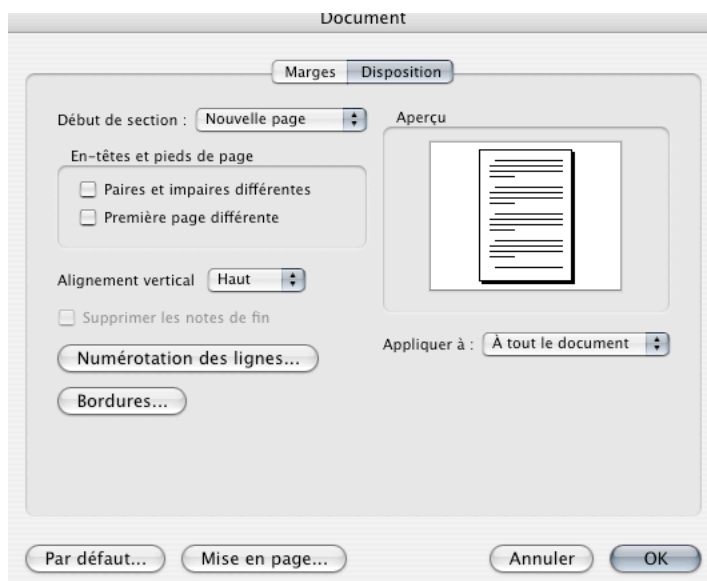 Document
Marges Disposition
Début de section : Nouvelle page
En-têtes et pieds de page
Paires et impaires différentes
Première page différente
Alignement vertical Haut
Supprimer les notes de fin
Numérotation des lignes...
Bordures...
Aperçu
Appliquer à : À tout le document
Par défaut... Mise en page... Annuler OK